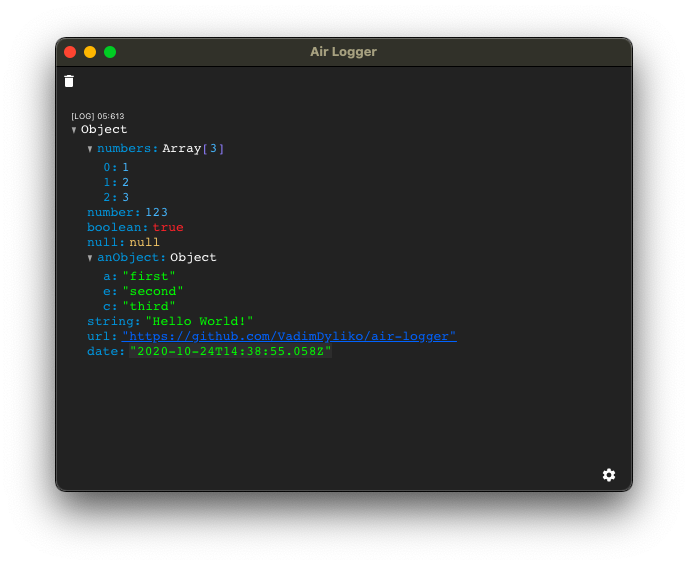 Air Logger
[LOG] 05:613
Object
numbers: Array[3]
0: 1
1: 2
2: 3
number: 123
boolean: true
null: null
anObject: Object
a: "first"
e: "second"
c: "third"
string: "Hello World!"
url: "https://github.com/VadimDyliko/air-logger"
date: "2020-10-24T14:38:55.058Z"